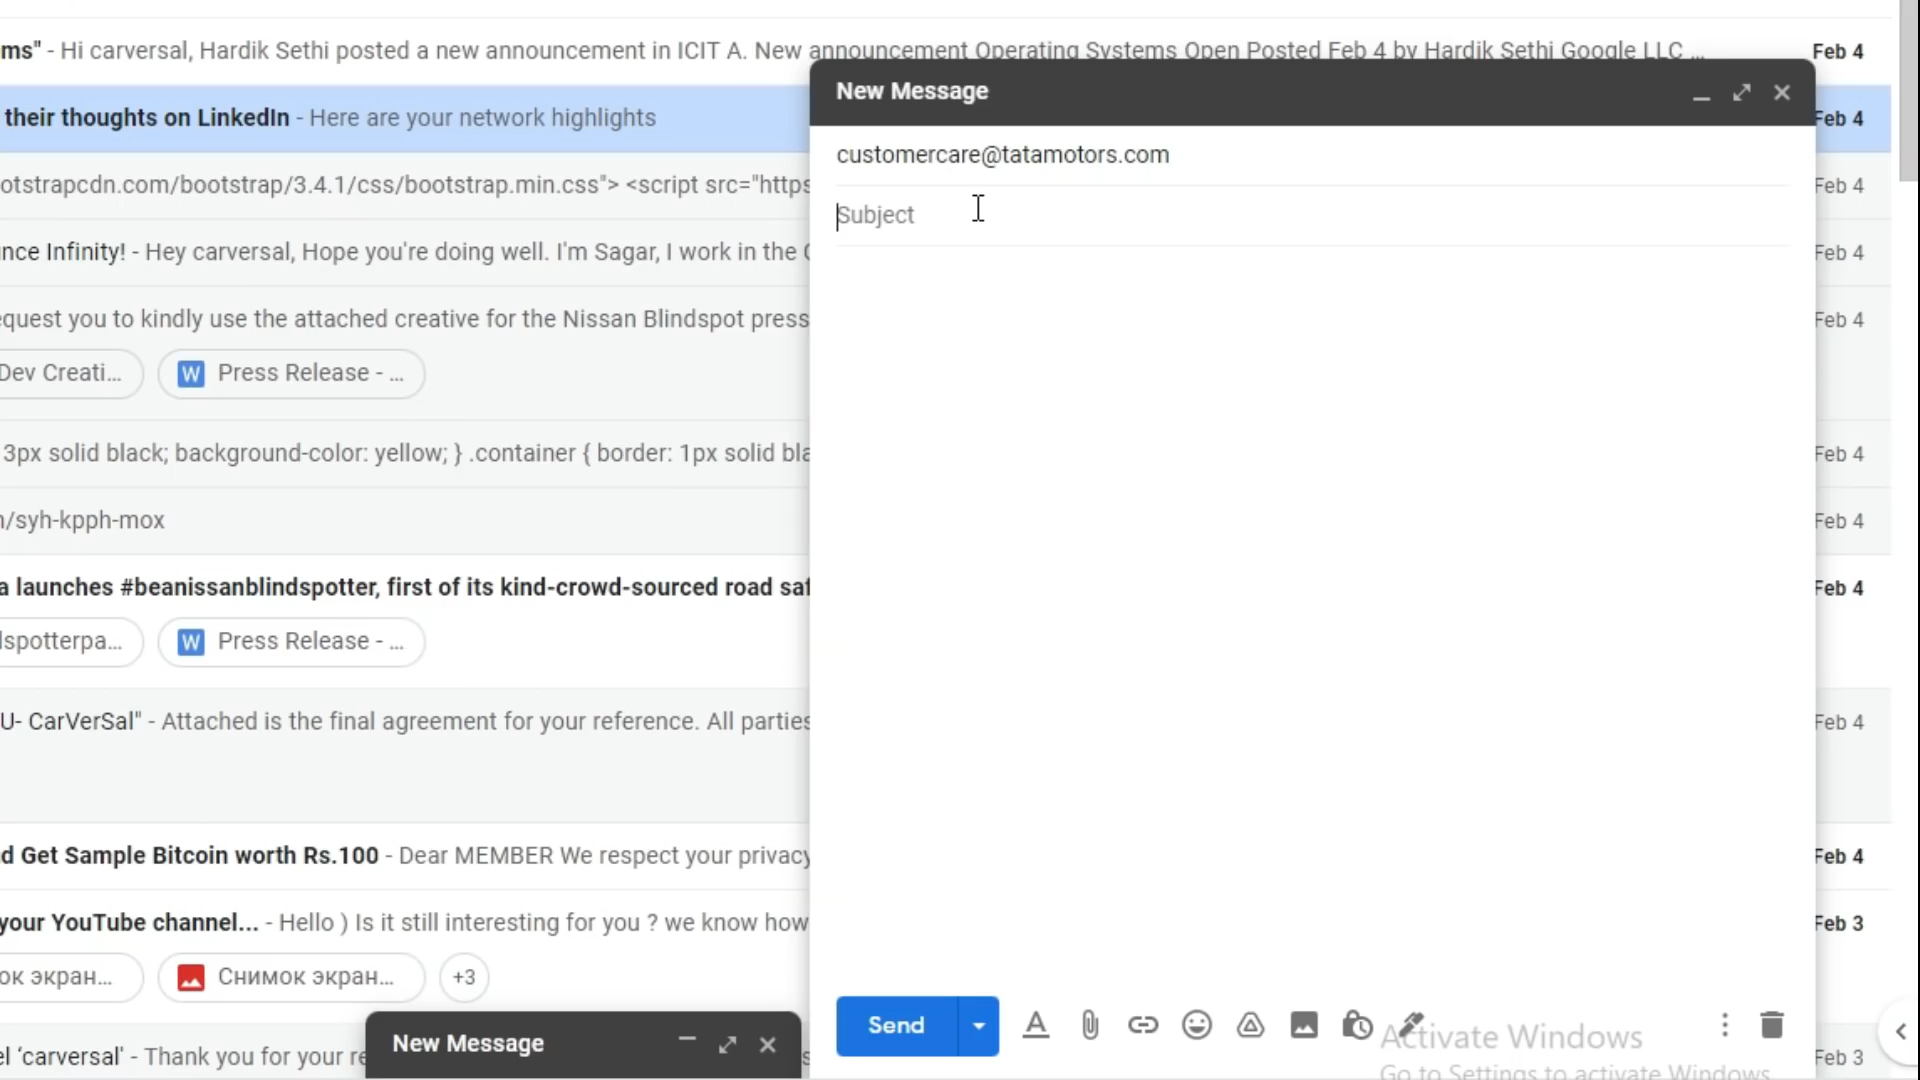 ms" - Hi carversal, Hardik Sethi posted a new announcement in ICIT A. New announcement Operating Systems Open Posted Feb 4 by Hardik Sethi Google LLC ... Feb 4
New Message
their thoughts on LinkedIn - Here are your network highlights Feb 4
customercare@tatamotors.com
otstrapcdn.com/bootstrap/3.4.1/css/bootstrap.min.css"> <script src="https Feb 4
Subject
nce Infinity! - Hey carversal, Hope you're doing well. I'm Sagar, I work in the Feb 4
equest you to kindly use the attached creative for the Nissan Blindspot press Feb 4
Dev Creati... W Press Release - ...
3px solid black; background-color: yellow; } .container { border: 1px solid bla Feb 4
/syh-kpph-mox Feb 4
a launches #beanissanblindspotter, first of its kind-crowd-sourced road saf Feb 4
lspotterpa... W Press Release - ...
U- CarVerSal" - Attached is the final agreement for your reference. All parties Feb 4
d Get Sample Bitcoin worth Rs.100 - Dear MEMBER We respect your privacy Feb 4
your YouTube channel... - Hello ) Is it still interesting for you ? we know how Feb 3
ок экран... Снимок экран... +3
Send
Activate Windows
New Message
el 'carversal' - Thank you for your re Feb 3
Go to Settings to activate Windows